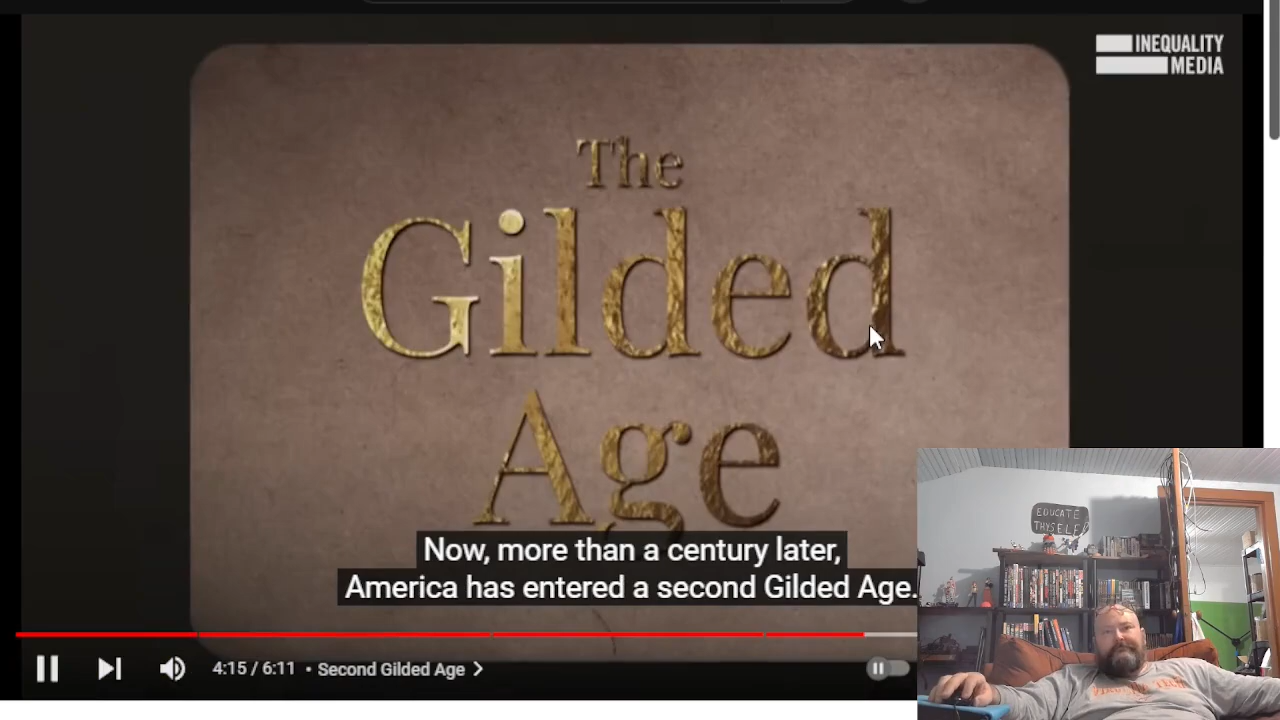 INEQUALITY
MEDIA
The
Gilded
Age
Now, more than a century later,
America has entered a second Gilded Age.
4:15 / 6:11 • Second Gilded Age
EDUCATE
THYSELF